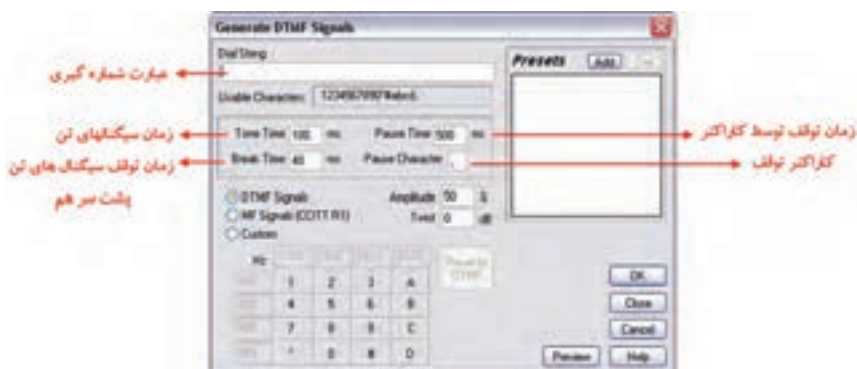 Generate DTMF Signals
Dial String
عبارت شماره گیری
Presets Add
Usable Characters
زمان سیگنالهای تن
Tone Time 100 ms Pause Time 500 ms
زمان توقف توسط کاراکتر
زمان توقف سیگنال های تن پشت سر هم
Break Time 40 ms Pause Character
کاراکتر توقف
DTMF Signals Amplitude 50 %
MF Signals (CCITT R1) Twist 0 dB
Custom
Hz
1 2 3 A
4 5 6 B
7 8 9 C
* 0 # D
Reset to DTMF
OK
Close
Cancel
Preview Help